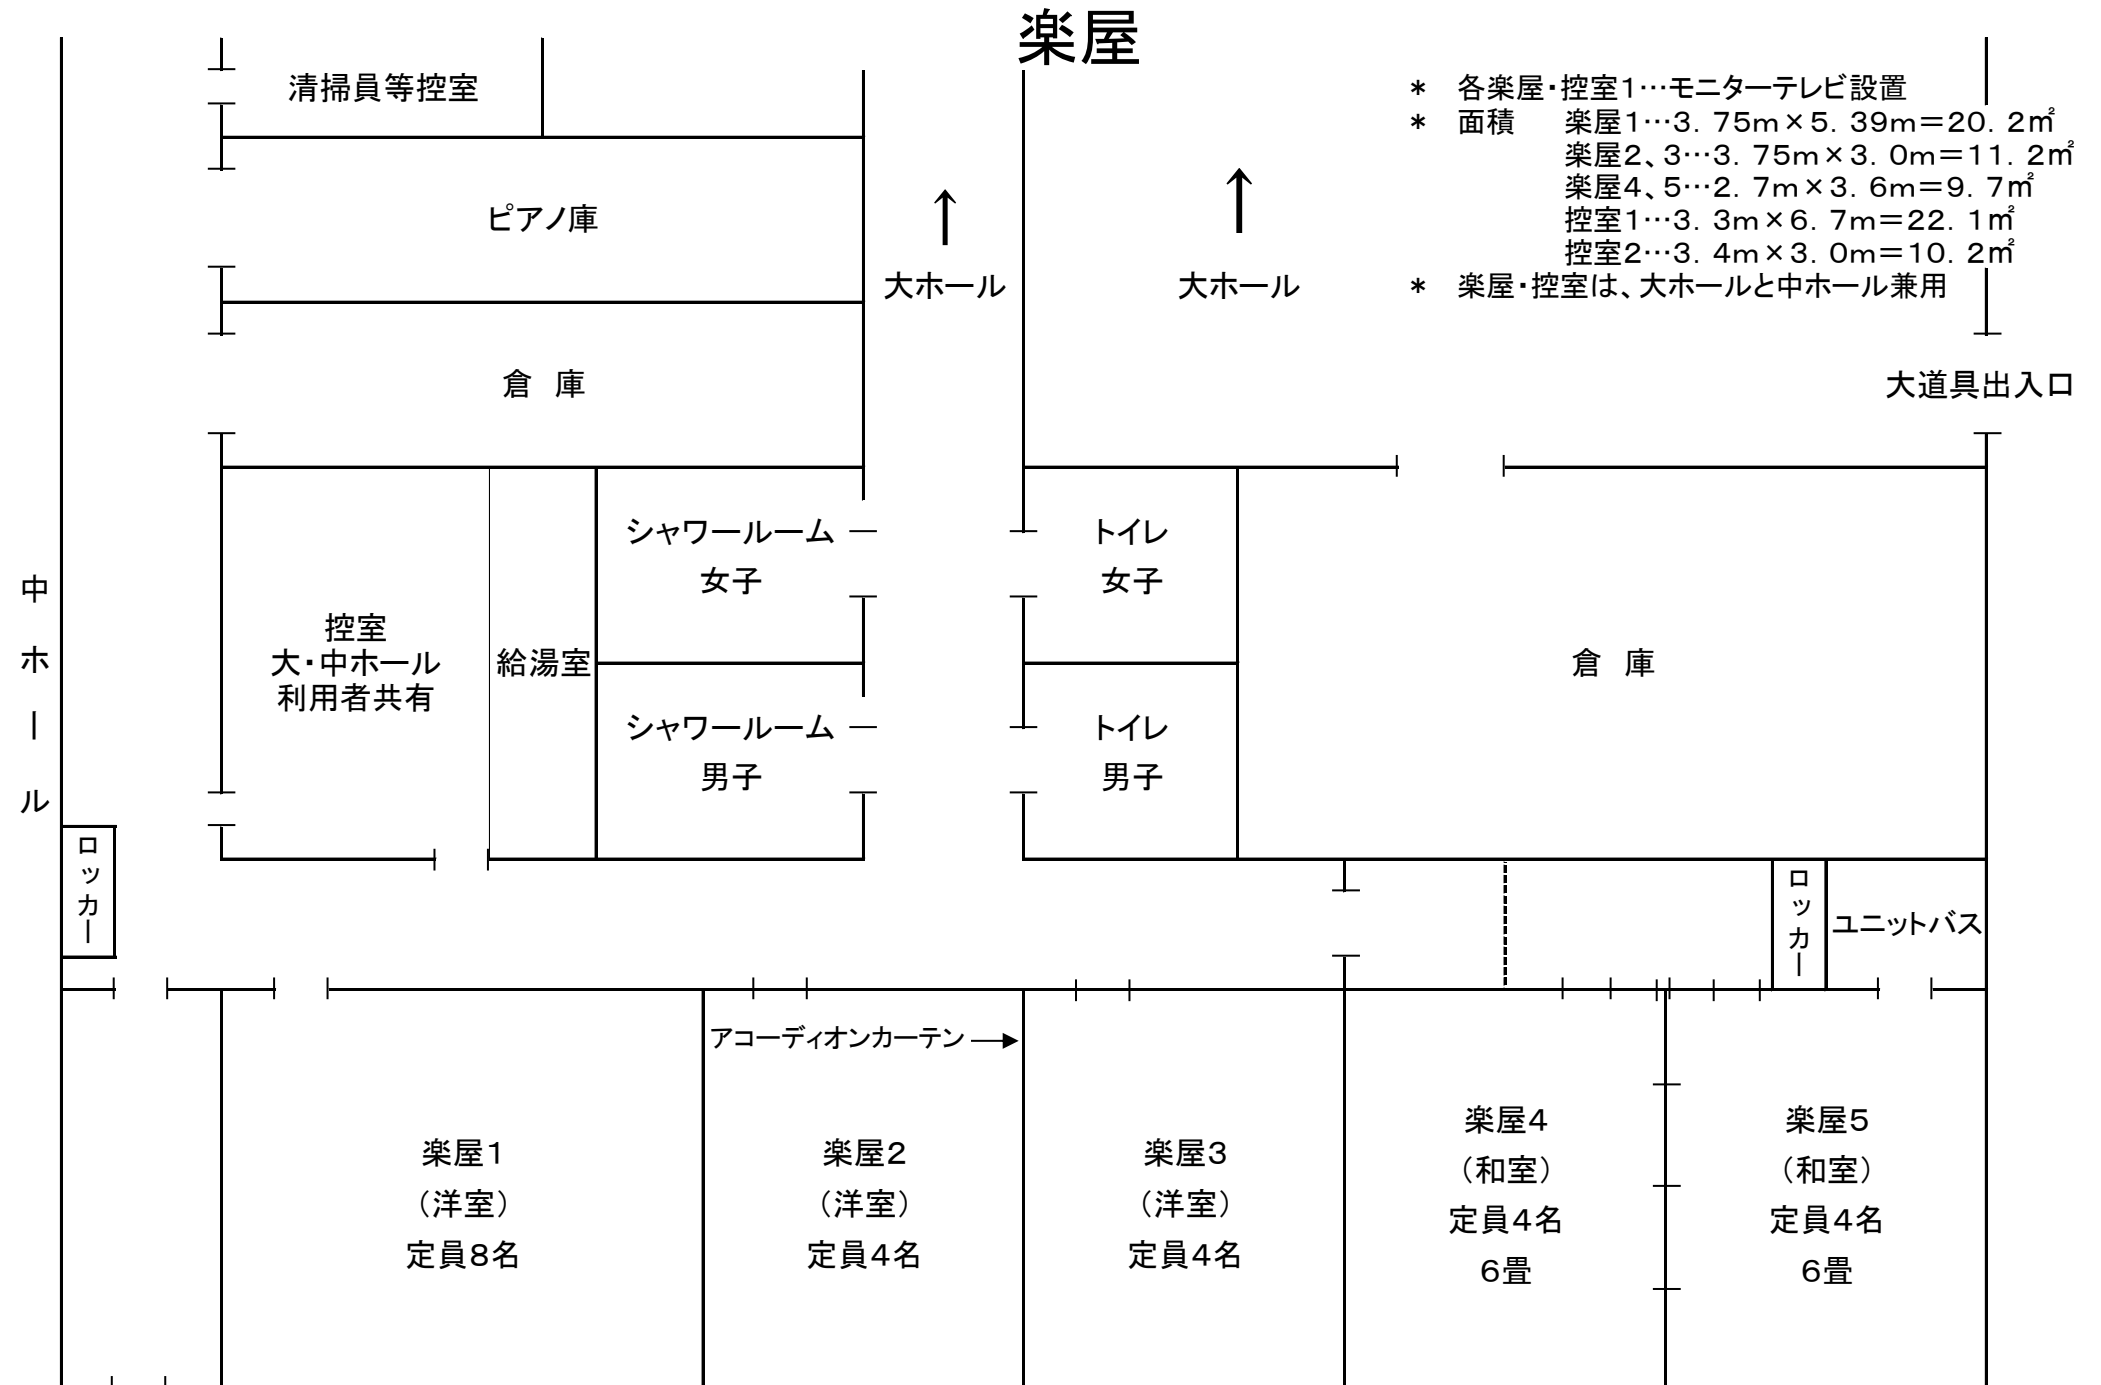 楽屋
清掃員等控室
* 各楽屋・控室1…モニターテレビ設置
* 面積 楽屋1…3.75m×5.39m=20.2㎡
楽屋2、3…3.75m×3.0m=11.2㎡
楽屋4、5…2.7m×3.6m=9.7㎡
控室1…3.3m×6.7m=22.1㎡
控室2…3.4m×3.0m=10.2㎡
* 楽屋・控室は、大ホールと中ホール兼用
ピアノ庫
↑
大ホール
↑
大ホール
倉 庫
大道具出入口
中ホール
控室
大・中ホール
利用者共有
給湯室
シャワールーム
女子
シャワールーム
男子
トイレ
女子
トイレ
男子
倉 庫
ロッカー
ロッカー
ユニットバス
アコーディオンカーテン→
楽屋1
(洋室)
定員8名
楽屋2
(洋室)
定員4名
楽屋3
(洋室)
定員4名
楽屋4
(和室)
定員4名
6畳
楽屋5
(和室)
定員4名
6畳